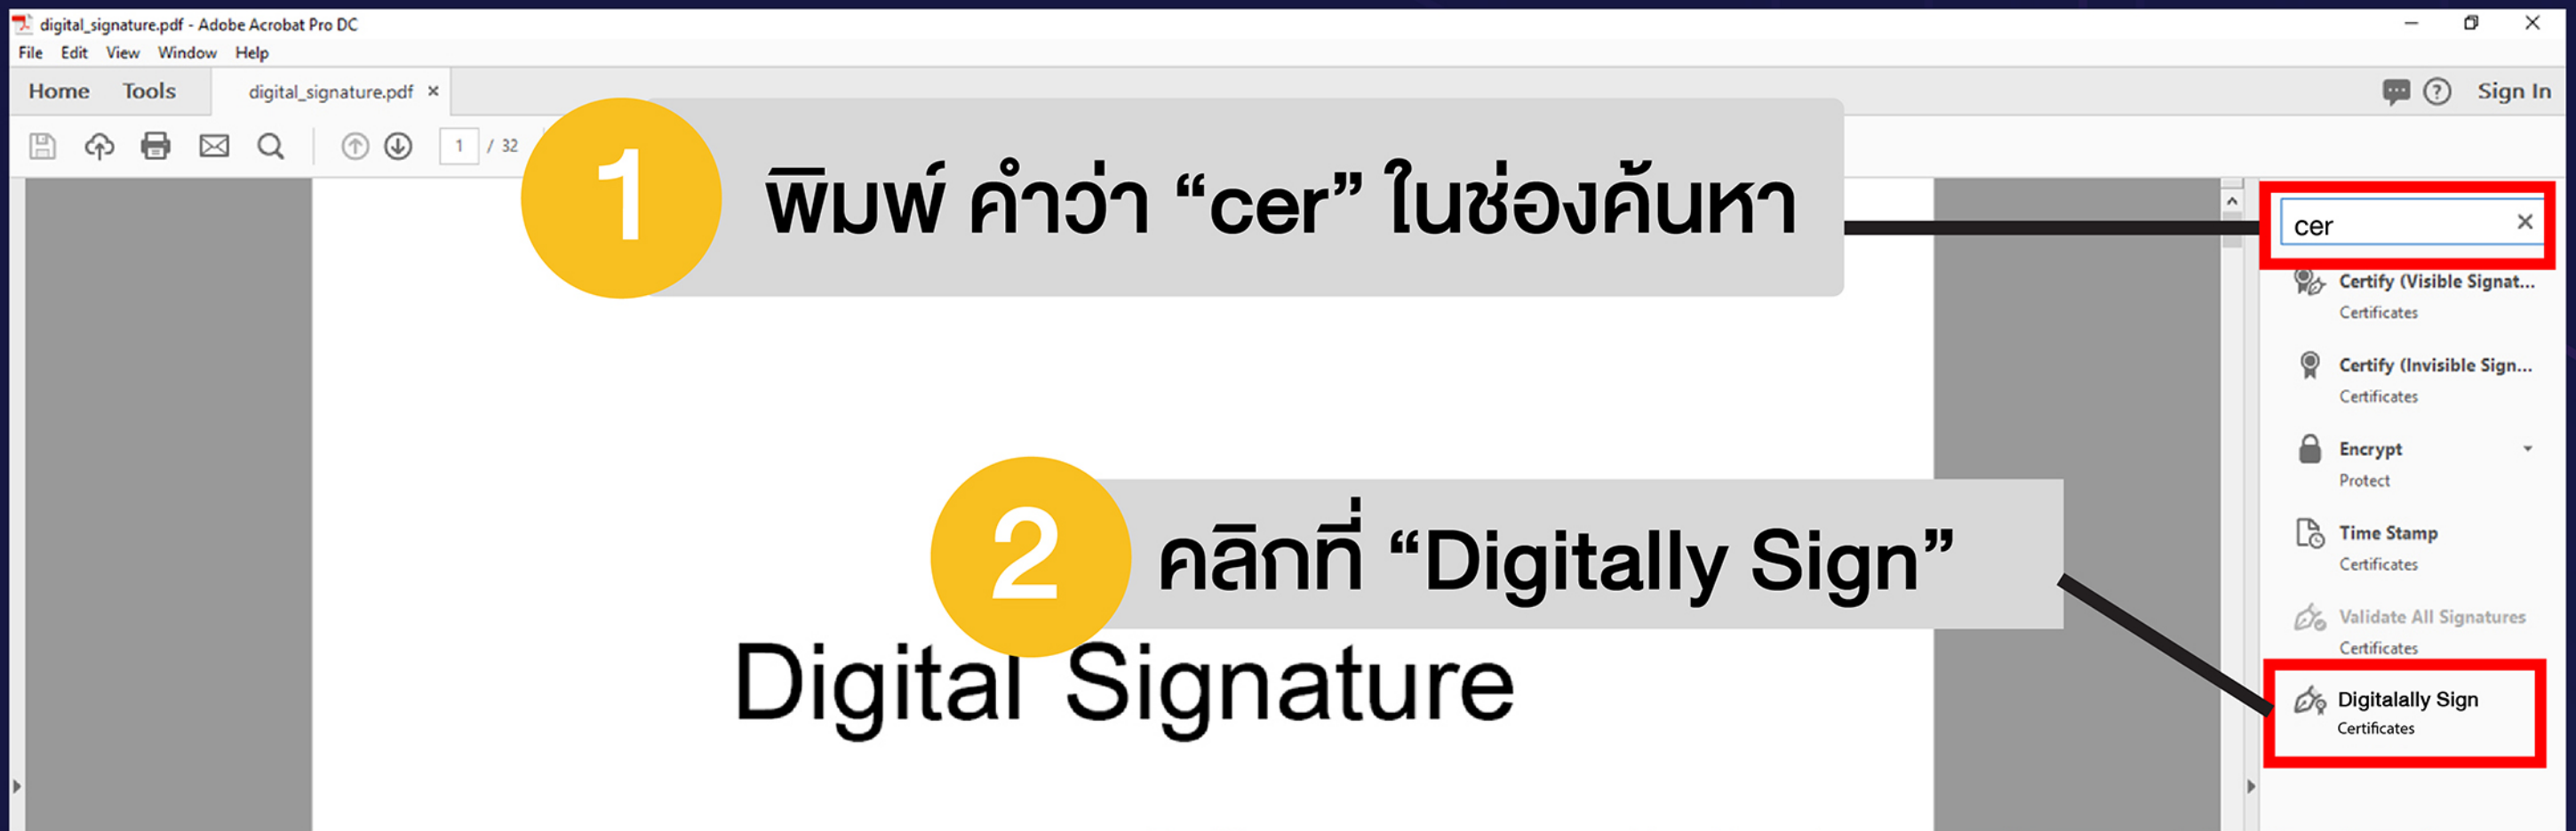 digital_signature.pdf - Adobe Acrobat Pro DC
File Edit View Window Help
Home Tools digital_signature.pdf × Sign In
1 / 32
1 พิมพ์ คำว่า “cer” ในช่องค้นหา
cer
Certify (Visible Signat...
Certificates
Certify (Invisible Sign...
Certificates
Encrypt
Protect
2 คลิกที่ “Digitally Sign”
Time Stamp
Certificates
Validate All Signatures
Certificates
Digital Signature
Digitalally Sign
Certificates